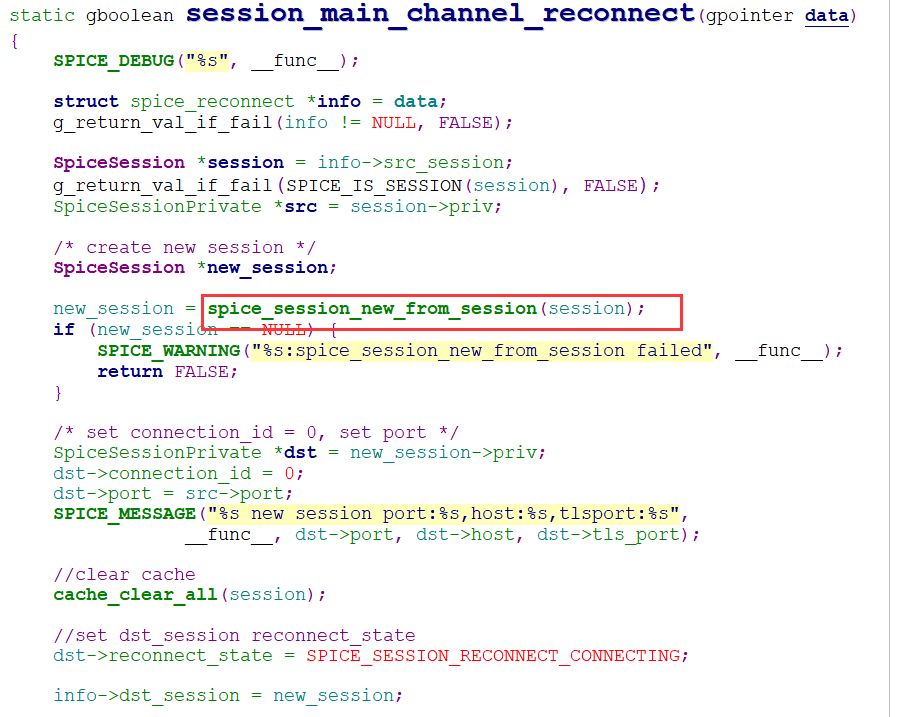 static gboolean session_main_channel_reconnect(gpointer data)
{
    SPICE_DEBUG("%s", __func__);

    struct spice_reconnect *info = data;
    g_return_val_if_fail(info != NULL, FALSE);

    SpiceSession *session = info->src_session;
    g_return_val_if_fail(SPICE_IS_SESSION(session), FALSE);
    SpiceSessionPrivate *src = session->priv;

    /* create new session */
    SpiceSession *new_session;

    new_session = spice_session_new_from_session(session);
    if (new_session == NULL) {
        SPICE_WARNING("%s:spice_session_new_from_session failed", __func__);
        return FALSE;
    }

    /* set connection_id = 0, set port */
    SpiceSessionPrivate *dst = new_session->priv;
    dst->connection_id = 0;
    dst->port = src->port;
    SPICE_MESSAGE("%s new session port:%s,host:%s,tlsport:%s",
                __func__, dst->port, dst->host, dst->tls_port);

    //clear cache
    cache_clear_all(session);

    //set dst_session reconnect_state
    dst->reconnect_state = SPICE_SESSION_RECONNECT_CONNECTING;

    info->dst_session = new_session;